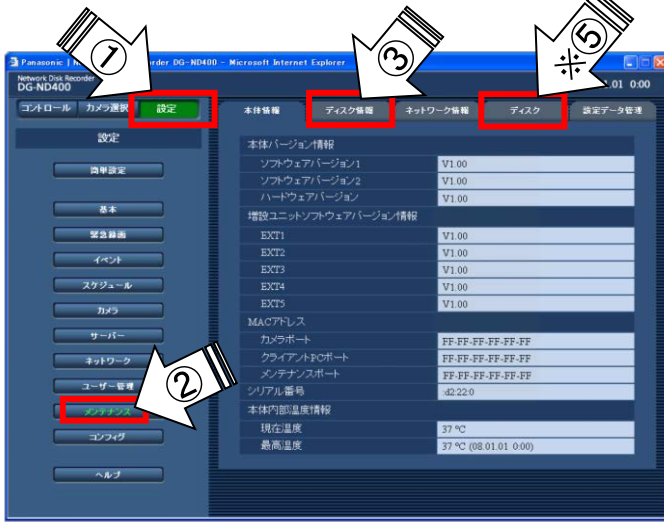 ①
③
※⑤
Panasonic | N
order DG-ND400 - Microsoft Internet Explorer
Network Disk Recorder
DG-ND400
.01 0:00
コントロール
カメラ選択
設定
本体情報
ディスク情報
ネットワーク情報
ディスク
設定データ管理
設定
簡単設定
基本
緊急録画
イベント
スケジュール
カメラ
サーバー
ネットワーク
ユーザー管理
②
メンテナンス
コンフィグ
ヘルプ
本体バージョン情報
ソフトウェアバージョン1 V1.00
ソフトウェアバージョン2 V1.00
ハードウェアバージョン V1.00
増設ユニットソフトウェアバージョン情報
EXT1 V1.00
EXT2 V1.00
EXT3 V1.00
EXT4 V1.00
EXT5 V1.00
MACアドレス
カメラポート FF-FF-FF-FF-FF-FF
クライアントPCポート FF-FF-FF-FF-FF-FF
メンテナンスポート FF-FF-FF-FF-FF-FF
シリアル番号 :d2:22:0
本体内部温度情報
現在温度 37 ℃
最高温度 37 ℃ (08.01.01 0:00)